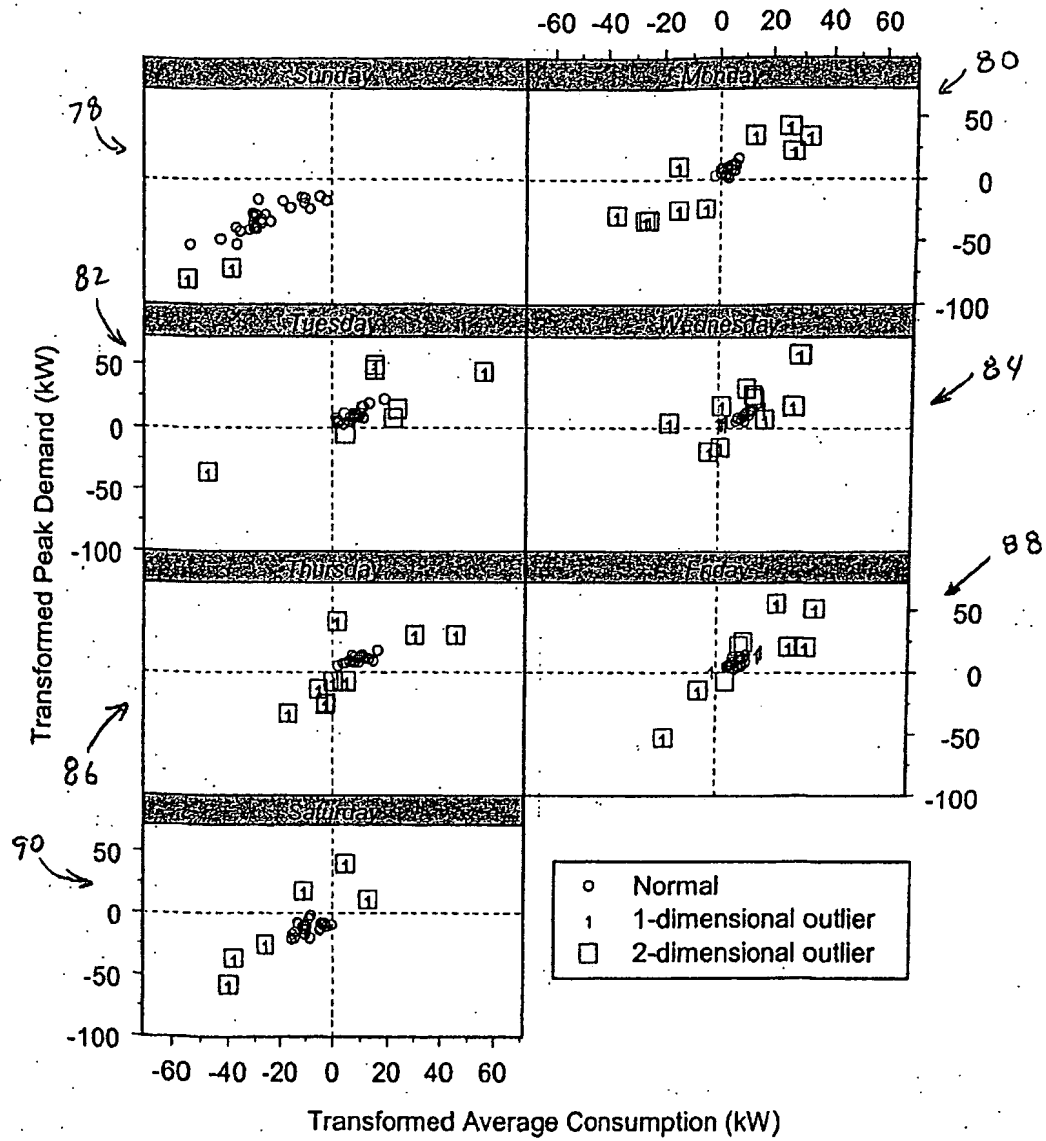 -60 -40 -20 0 20 40 60
Sunday Monday 80
78
50
0
-50
-100
82
Tuesday Wednesday
50
0
-50
-100
84
Thursday Friday 88
50
0
-50
-100
86
Saturday
90
50
0
-50
-100
-60 -40 -20 0 20 40 60
Transformed Average Consumption (kW)
Transformed Peak Demand (kW)
Normal
1 1-dimensional outlier
2-dimensional outlier